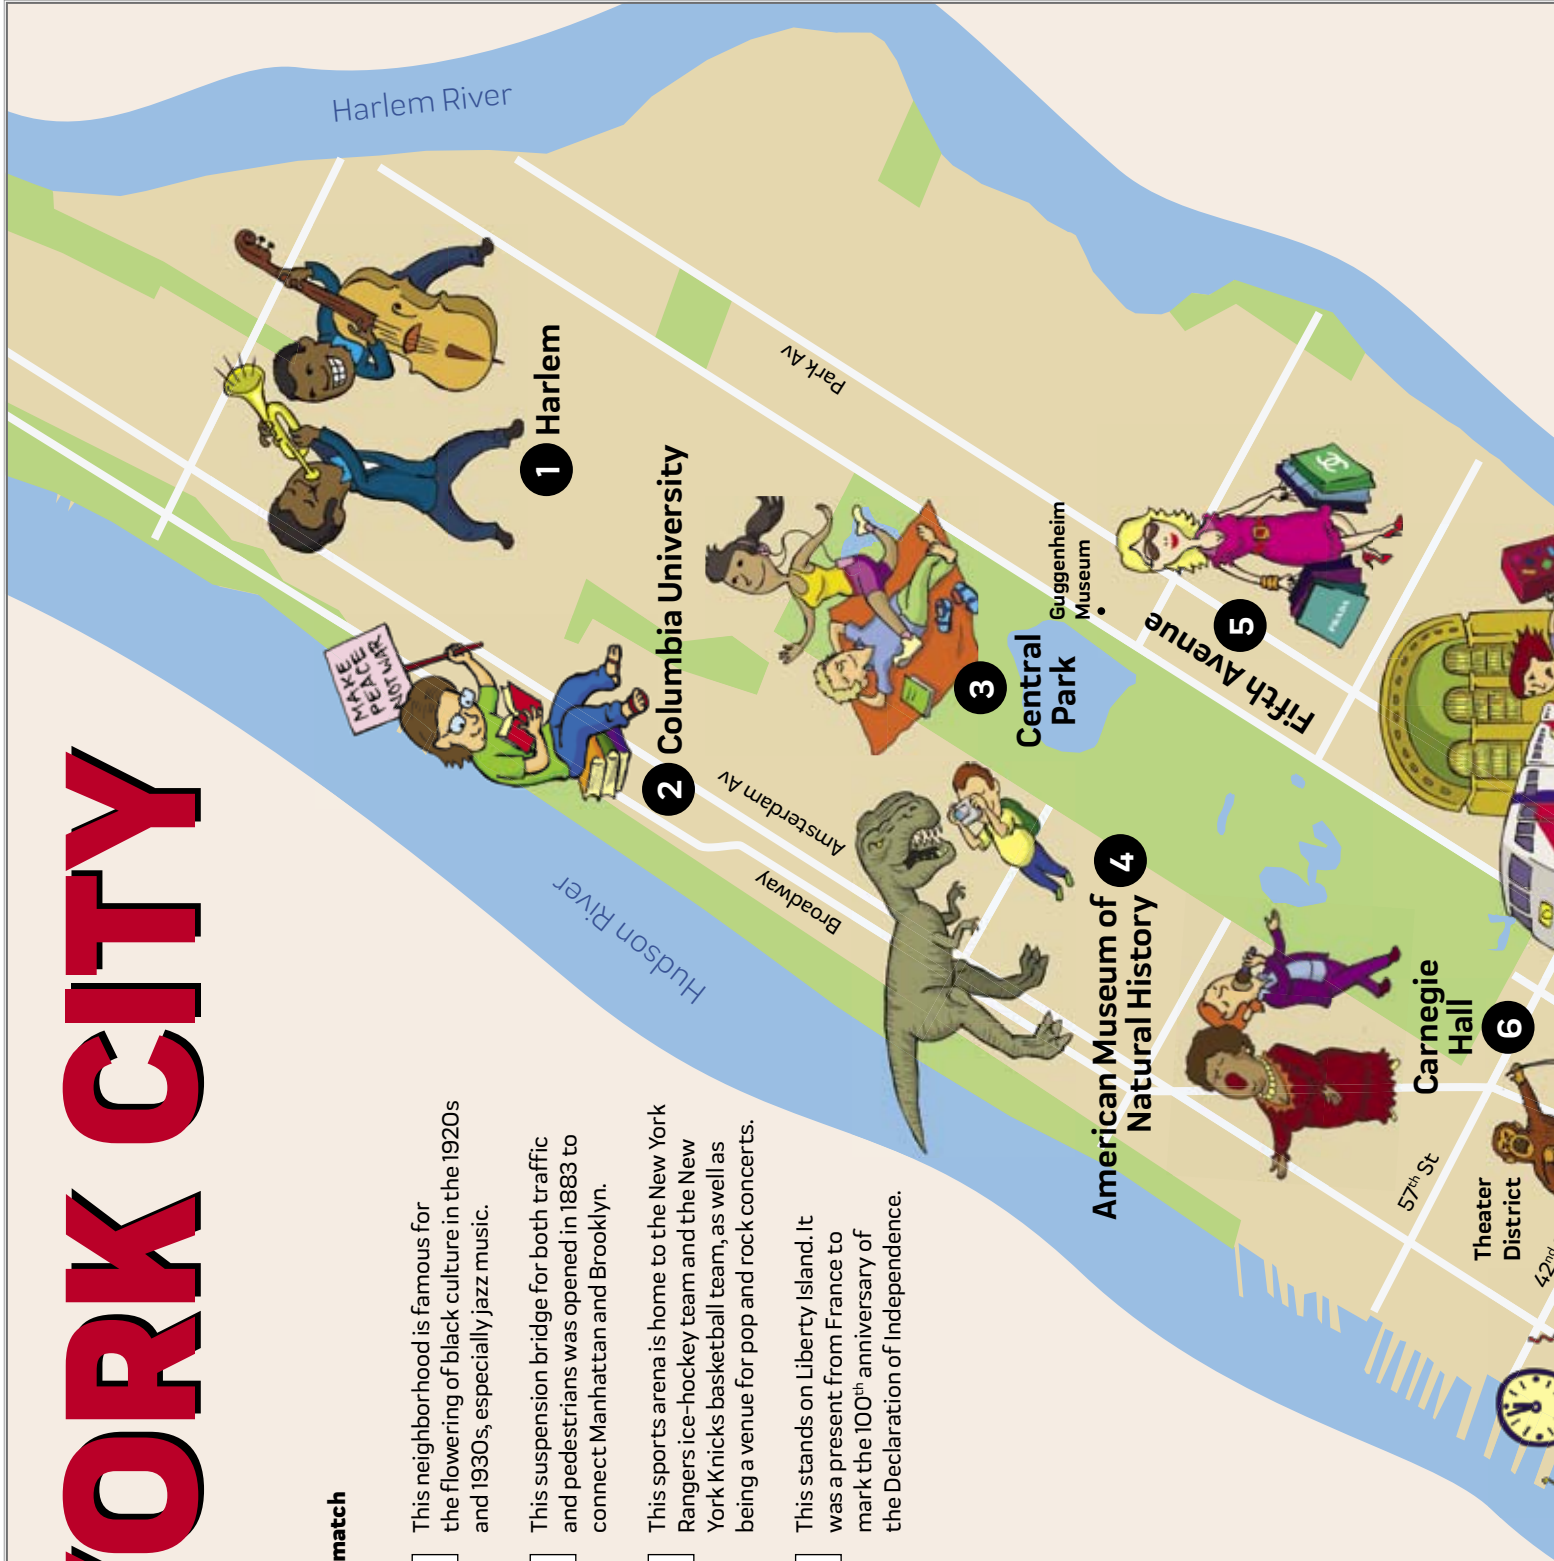 YORK CITY
match
This neighborhood is famous for
the flowering of black culture in the 1920s
and 1930s, especially jazz music.
This suspension bridge for both traffic
and pedestrians was opened in 1883 to
connect Manhattan and Brooklyn.
This sports arena is home to the New York
Rangers ice-hockey team and the New
York Knicks basketball team, as well as
being a venue for pop and rock concerts.
This stands on Liberty Island. It
was a present from France to
mark the 100th anniversary of
the Declaration of Independence.
Harlem River
Hudson River
1 Harlem
MAKE
PEACE
NOT WAR
2 Columbia University
Amsterdam Av
Broadway
Park Av
3
Central
Park
Guggenheim
Museum
4
American Museum of
Natural History
5
Fifth Avenue
PRADA
Carnegie
Hall
6
57th St
Theater
District
42nd